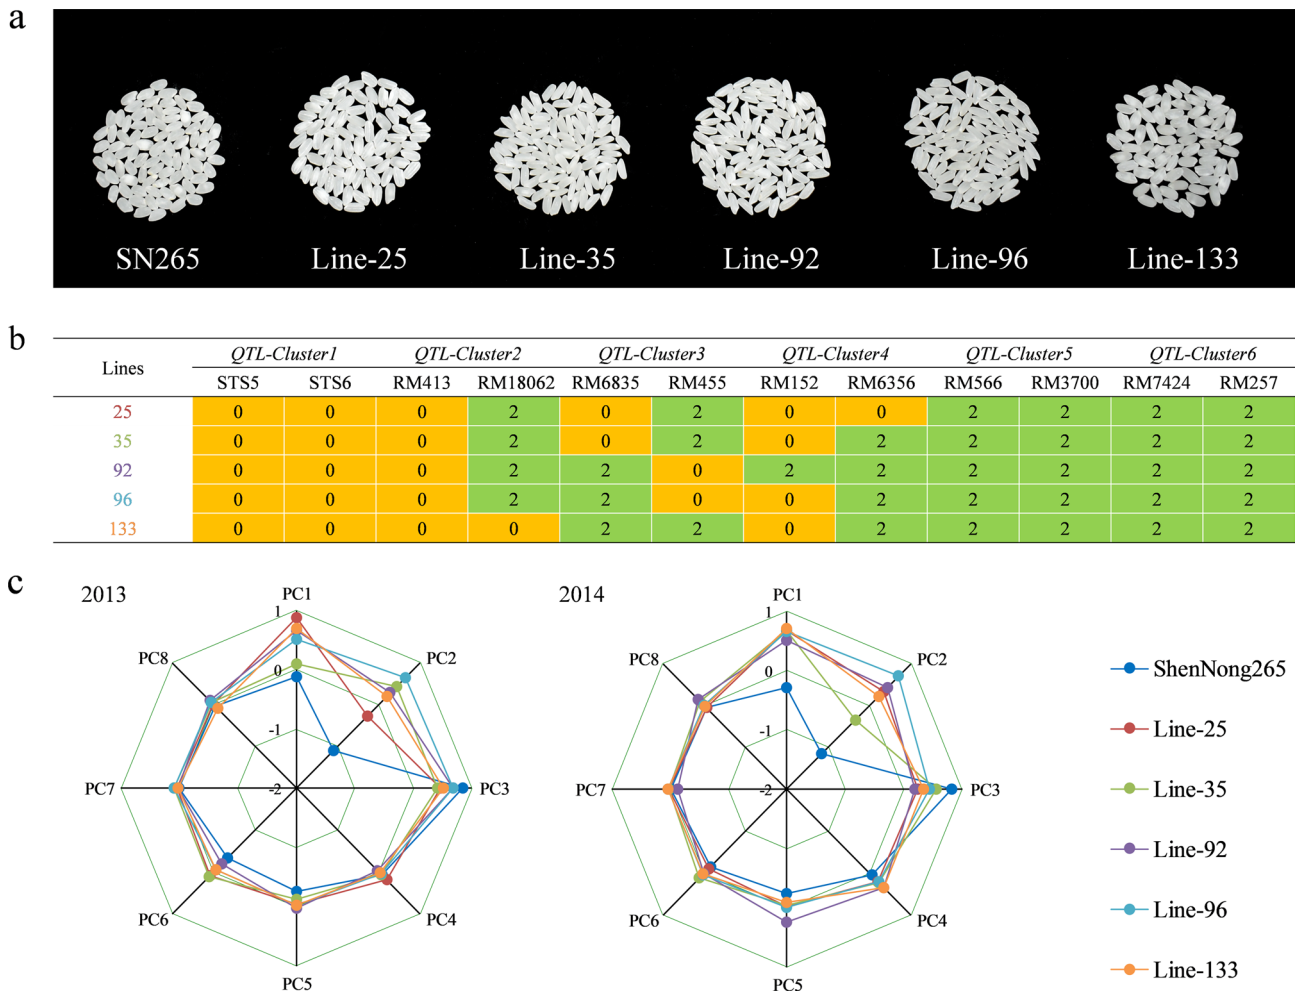 a
SN265 Line-25 Line-35 Line-92 Line-96 Line-133
b
Lines QTL-Cluster1 QTL-Cluster2 QTL-Cluster3 QTL-Cluster4 QTL-Cluster5 QTL-Cluster6
STS5 STS6 RM413 RM18062 RM6835 RM455 RM152 RM6356 RM566 RM3700 RM7424 RM257
25 0 0 0 2 0 2 0 0 2 2 2 2
35 0 0 0 2 0 2 0 2 2 2 2 2
92 0 0 0 2 2 0 2 2 2 2 2 2
96 0 0 0 2 2 0 0 2 2 2 2 2
133 0 0 0 0 2 2 0 2 2 2 2 2
c
2013
PC1
1
PC8
PC2
0
-1
PC7
-2
PC3
PC6
PC4
PC5
2014
PC1
1
PC8
PC2
0
-1
PC7
-2
PC3
PC6
PC4
PC5
ShenNong265
Line-25
Line-35
Line-92
Line-96
Line-133